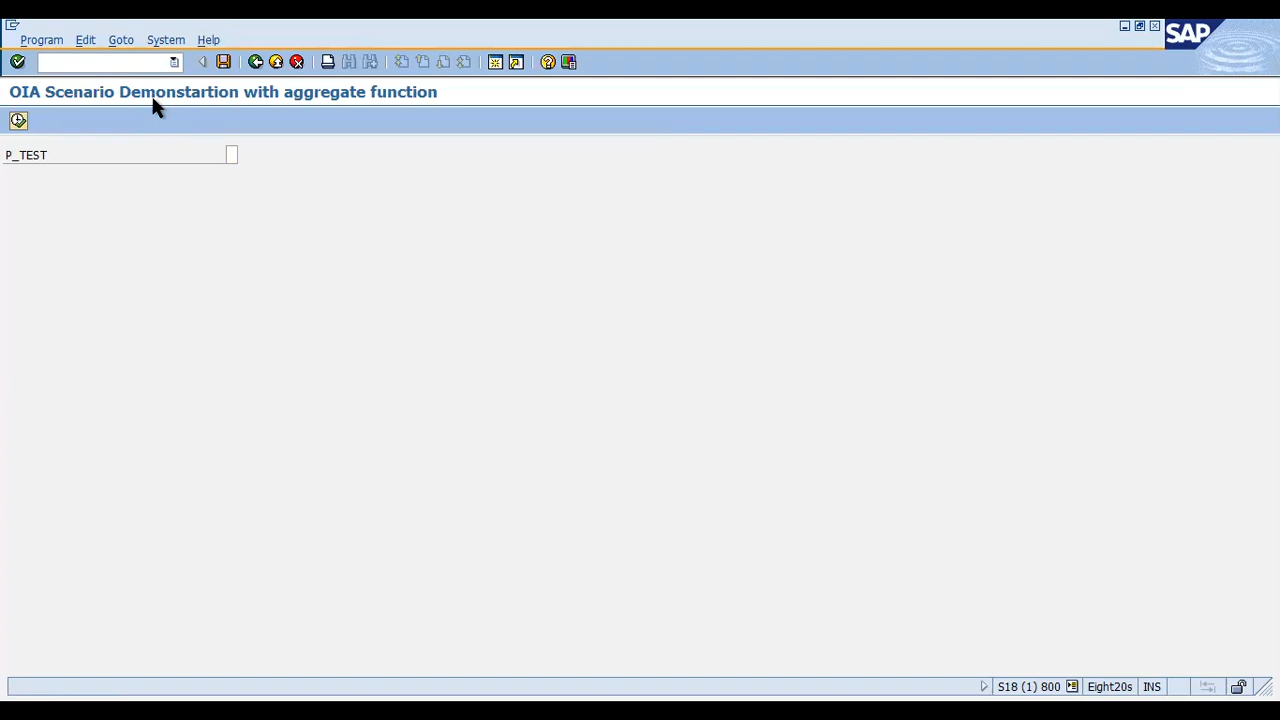 Program Edit Goto System Help
SAP
OIA Scenario Demonstartion with aggregate function
P_TEST
S18 (1) 800 Eight20s INS